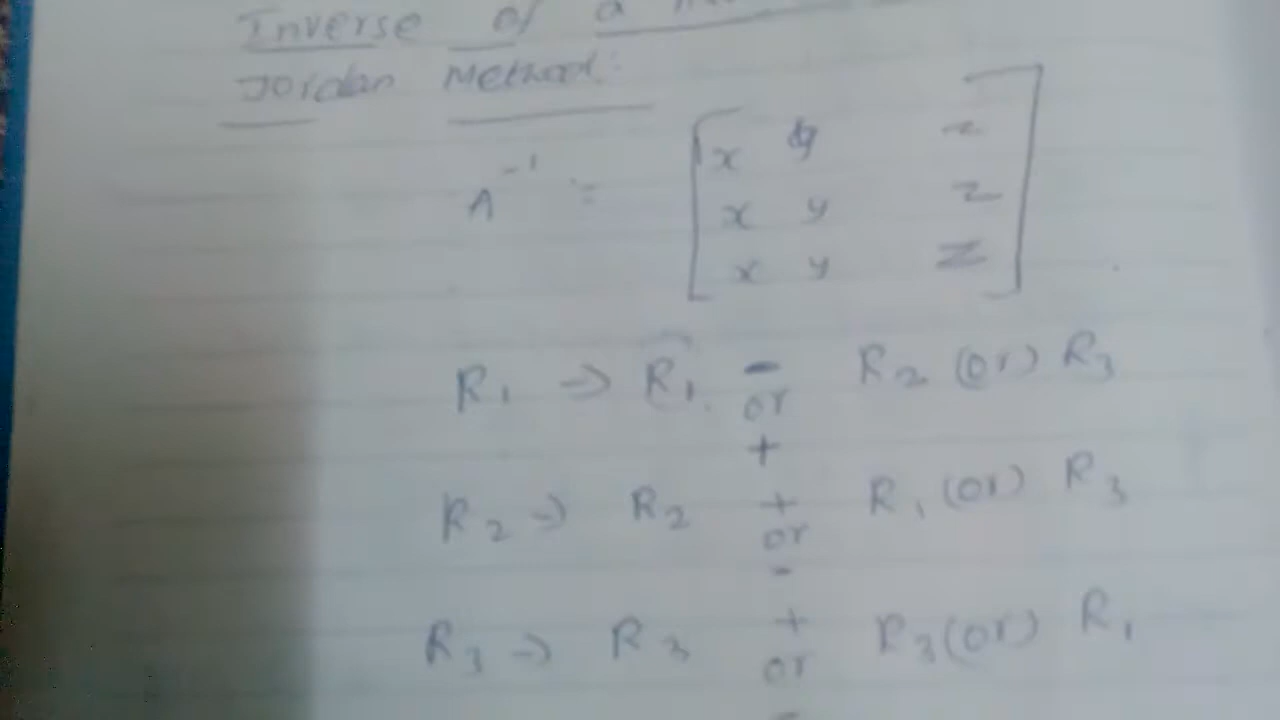 Inverse of a
Jordan Method:
A⁻¹ = [ x y z
x y z
x y z ]
R₁ → R₁ - or + R₂ (or) R₃
R₂ → R₂ + or - R₁ (or) R₃
R₃ → R₃ + or - R₃ (or) R₁